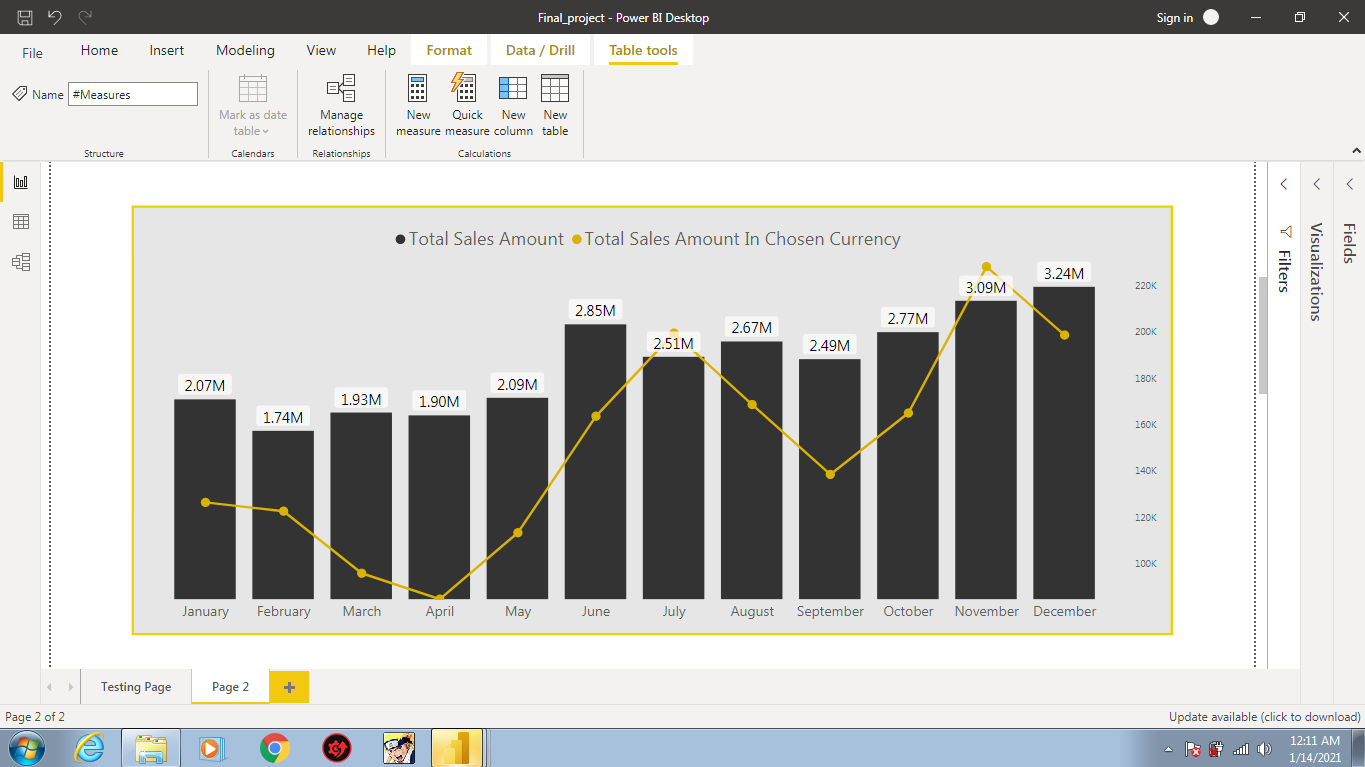 Final_project - Power BI Desktop
Sign in
File Home Insert Modeling View Help Format Data / Drill Table tools
Name #Measures
Mark as date table
Manage relationships
New measure
Quick measure
New column
New table
Structure Calendars Relationships Calculations
Total Sales Amount Total Sales Amount In Chosen Currency
2.07M
1.74M
1.93M
1.90M
2.09M
2.85M
2.51M
2.67M
2.49M
2.77M
3.09M
3.24M
220K
200K
180K
160K
140K
120K
100K
January February March April May June July August September October November December
Filters
Visualizations
Fields
Testing Page Page 2
Page 2 of 2
Update available (click to download)
12:11 AM
1/14/2021